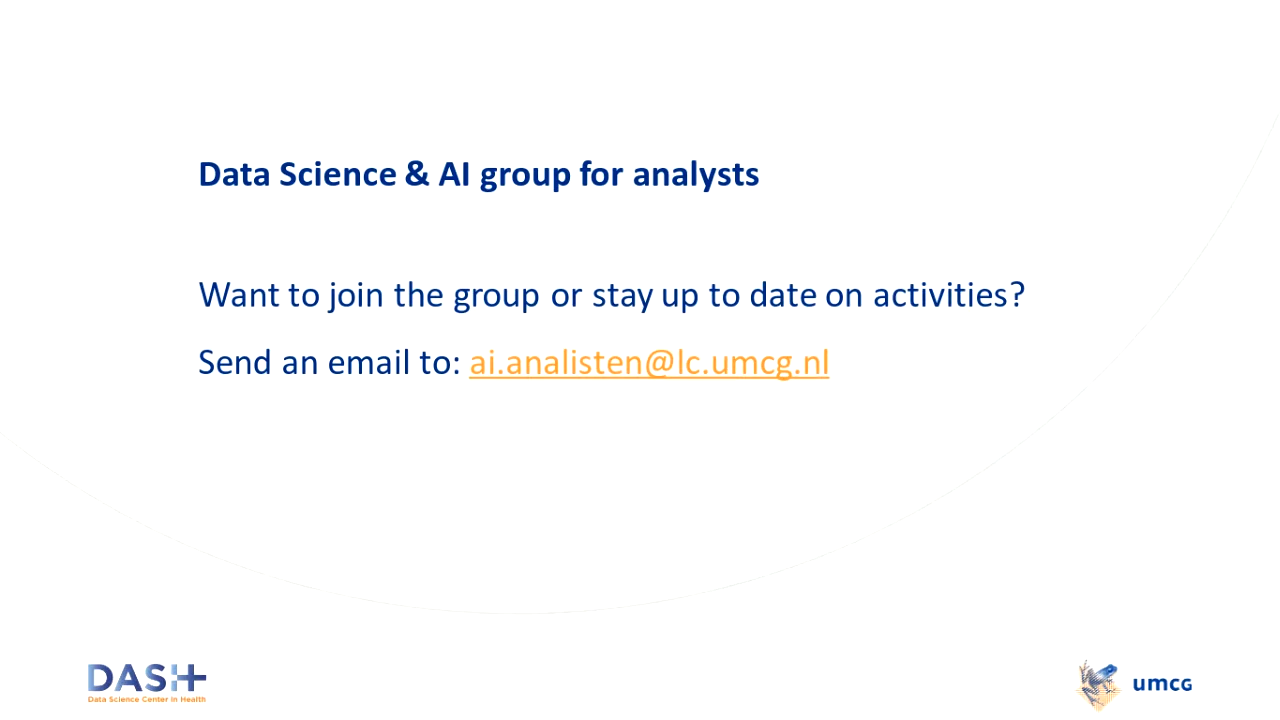 Data Science & AI group for analysts
Want to join the group or stay up to date on activities?
Send an email to: ai.analisten@lc.umcg.nl
DASH
Data Science Center in Health
umcg